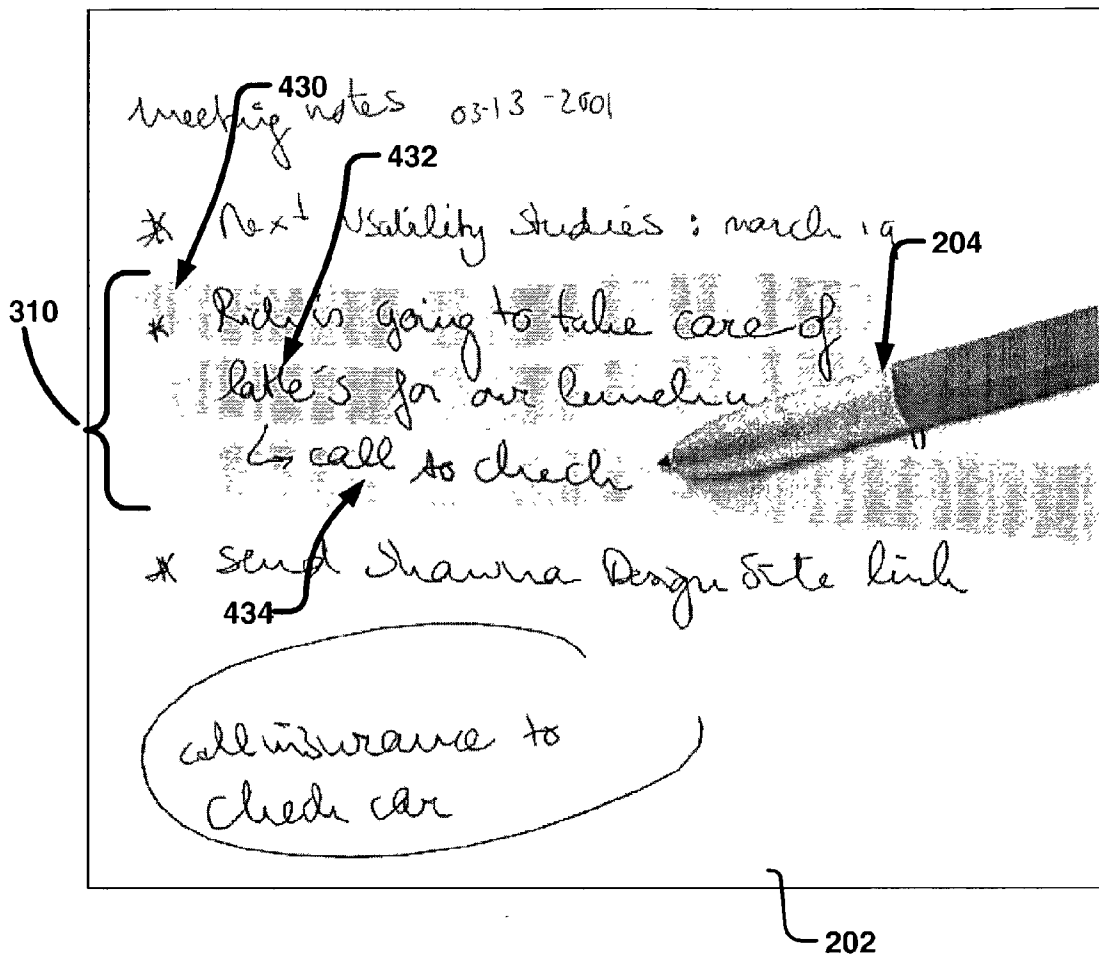 430
meeting notes 03-13-2001
432
* Next Usability Studies : march 19
204
310
* Rich is going to take care of
latte's for our
↳ call to check
* Send Shawna Design Site link
434
call insurance to
check car
202